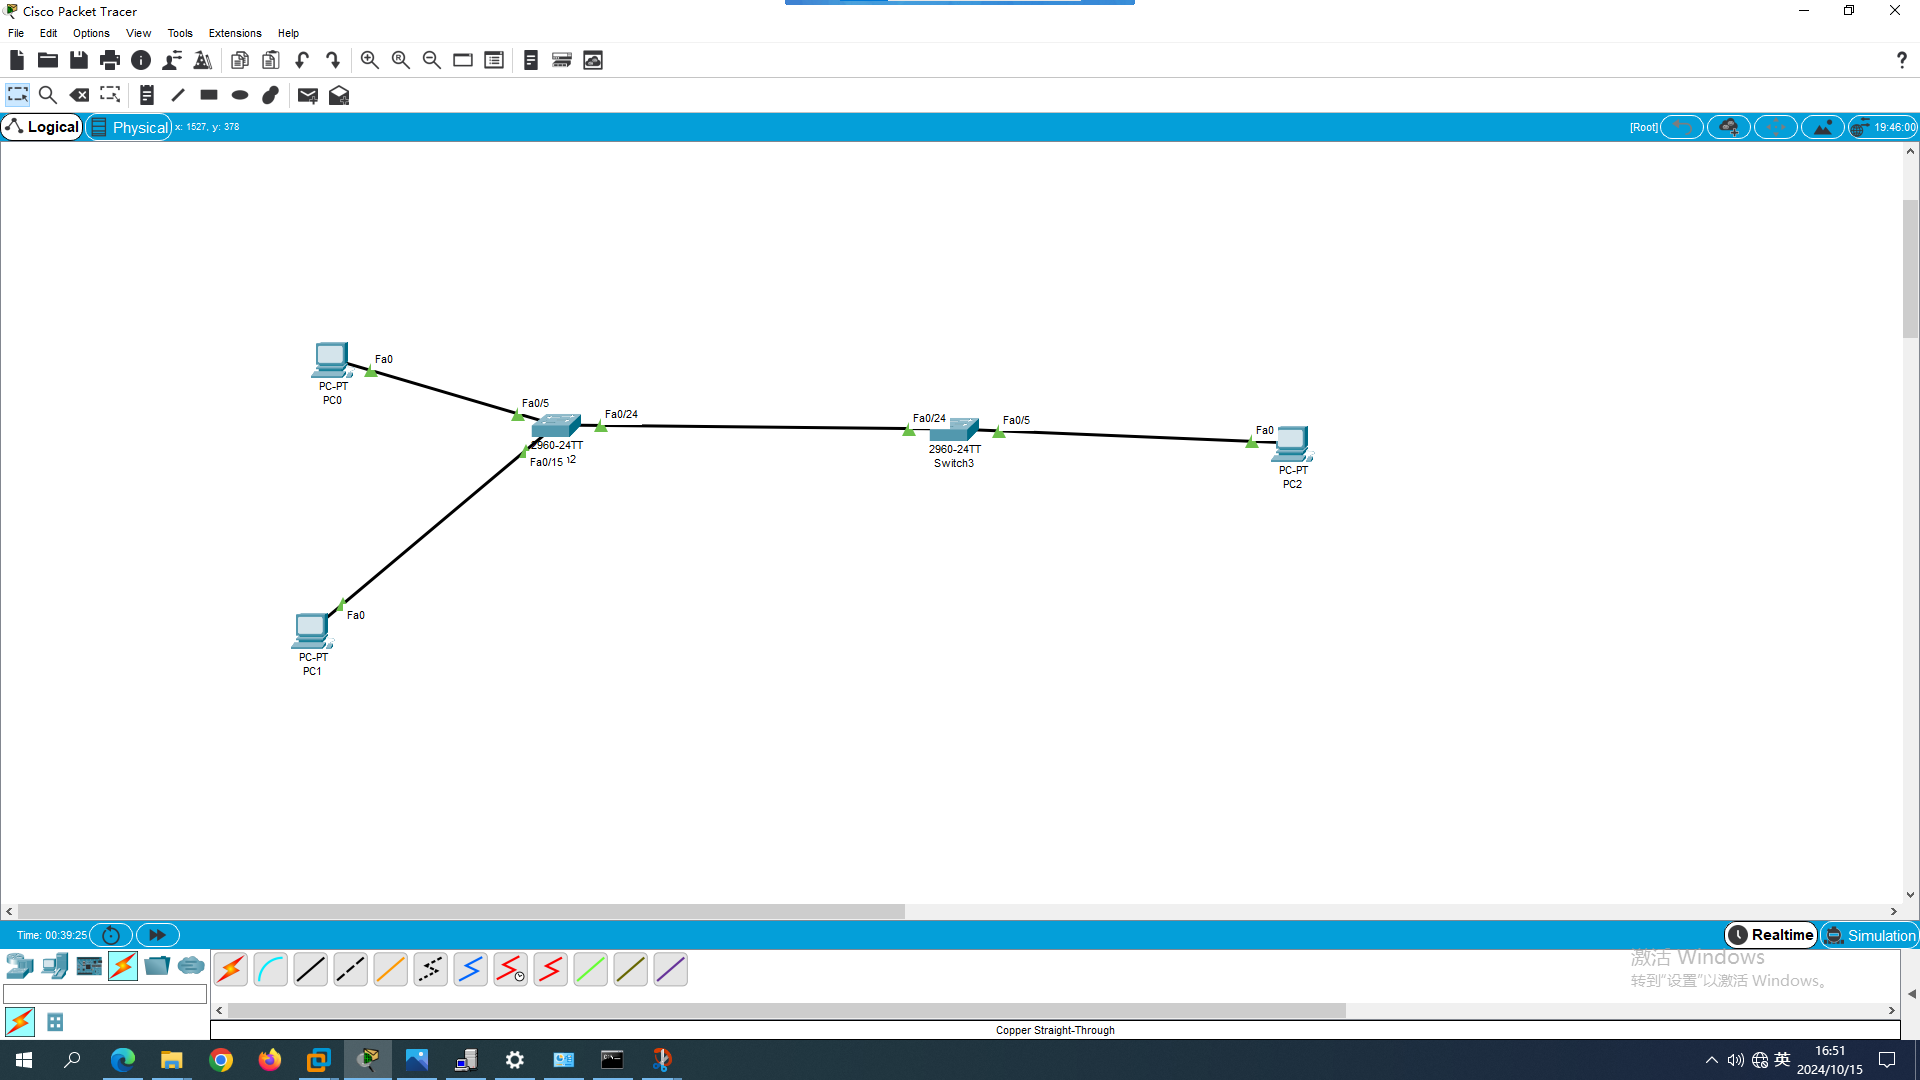 Cisco Packet Tracer
File Edit Options View Tools Extensions Help
Logical Physical x: 1527, y: 378 [Root] 19:46:00
Fa0
PC-PT
PC0
Fa0/5
Fa0/24
2960-24TT
Fa0/15
Fa0/24
Fa0/5
2960-24TT
Switch3
Fa0
PC-PT
PC2
Fa0
PC-PT
PC1
Time: 00:39:25 Realtime Simulation
激活 Windows
转到“设置”以激活 Windows。
Copper Straight-Through
英
16:51
2024/10/15